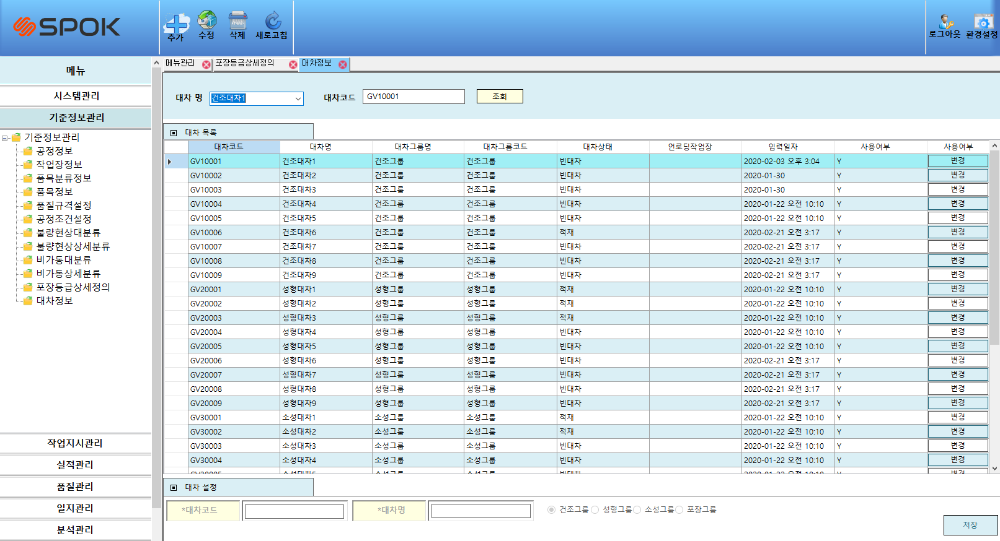 SPOK
추가 수정 삭제 새로고침 로그아웃 환경설정
메뉴
시스템관리
기준정보관리
기준정보관리
공정정보
작업장정보
품목분류정보
품목정보
품질규격설정
공정조건설정
불량현상대분류
불량현상상세분류
비가동대분류
비가동상세분류
포장등급상세정의
대차정보
작업지시관리
실적관리
품질관리
일지관리
분석관리
메뉴관리 포장등급상세정의 대차정보
대차 명 건조대차1 대차코드 GV10001 조회
대차 목록
대차코드 대차명 대차그룹명 대차그룹코드 대차상태 언로딩작업장 입력일자 사용여부 사용여부
GV10001 건조대차1 건조그룹 건조그룹 빈대차 2020-02-03 오후 3:04 Y 변경
GV10002 건조대차2 건조그룹 건조그룹 빈대차 2020-01-30 Y 변경
GV10003 건조대차3 건조그룹 건조그룹 빈대차 2020-01-30 Y 변경
GV10004 건조대차4 건조그룹 건조그룹 빈대차 2020-01-22 오전 10:10 Y 변경
GV10005 건조대차5 건조그룹 건조그룹 빈대차 2020-01-22 오전 10:10 Y 변경
GV10006 건조대차6 건조그룹 건조그룹 적재 2020-02-21 오전 3:17 Y 변경
GV10007 건조대차7 건조그룹 건조그룹 빈대차 2020-02-21 오전 3:17 Y 변경
GV10008 건조대차8 건조그룹 건조그룹 빈대차 2020-02-21 오전 3:17 Y 변경
GV10009 건조대차9 건조그룹 건조그룹 빈대차 2020-02-21 오전 3:17 Y 변경
GV20001 성형대차1 성형그룹 성형그룹 적재 2020-01-22 오전 10:10 Y 변경
GV20002 성형대차2 성형그룹 성형그룹 적재 2020-01-22 오전 10:10 Y 변경
GV20003 성형대차3 성형그룹 성형그룹 적재 2020-01-22 오전 10:10 Y 변경
GV20004 성형대차4 성형그룹 성형그룹 빈대차 2020-01-22 오전 10:10 Y 변경
GV20005 성형대차5 성형그룹 성형그룹 빈대차 2020-01-22 오전 10:10 Y 변경
GV20006 성형대차6 성형그룹 성형그룹 빈대차 2020-02-21 오전 3:17 Y 변경
GV20007 성형대차7 성형그룹 성형그룹 빈대차 2020-02-21 오전 3:17 Y 변경
GV20008 성형대차8 성형그룹 성형그룹 빈대차 2020-02-21 오전 3:17 Y 변경
GV20009 성형대차9 성형그룹 성형그룹 빈대차 2020-02-21 오전 3:17 Y 변경
GV30001 소성대차1 소성그룹 소성그룹 적재 2020-01-22 오전 10:10 Y 변경
GV30002 소성대차2 소성그룹 소성그룹 적재 2020-01-22 오전 10:10 Y 변경
GV30003 소성대차3 소성그룹 소성그룹 빈대차 2020-01-22 오전 10:10 Y 변경
GV30004 소성대차4 소성그룹 소성그룹 빈대차 2020-01-22 오전 10:10 Y 변경
대차 설정
*대차코드 *대차명 건조그룹 성형그룹 소성그룹 포장그룹
저장